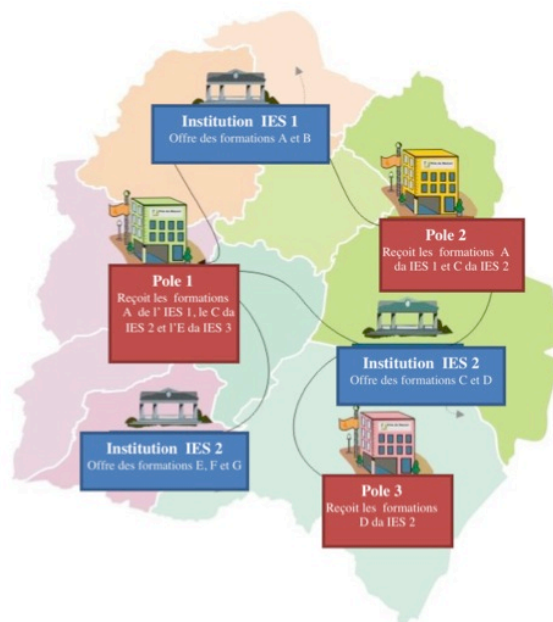 Institution IES 1
Offre des formations A et B
Pole 2
Reçoit les formations A
da IES 1 et C da IES 2
Pole 1
Reçoit les formations
A de l' IES 1, le C da
IES 2 et l'E da IES 3
Institution IES 2
Offre des formations C et D
Institution IES 2
Offre des formations E, F et G
Pole 3
Reçoit les formations
D da IES 2